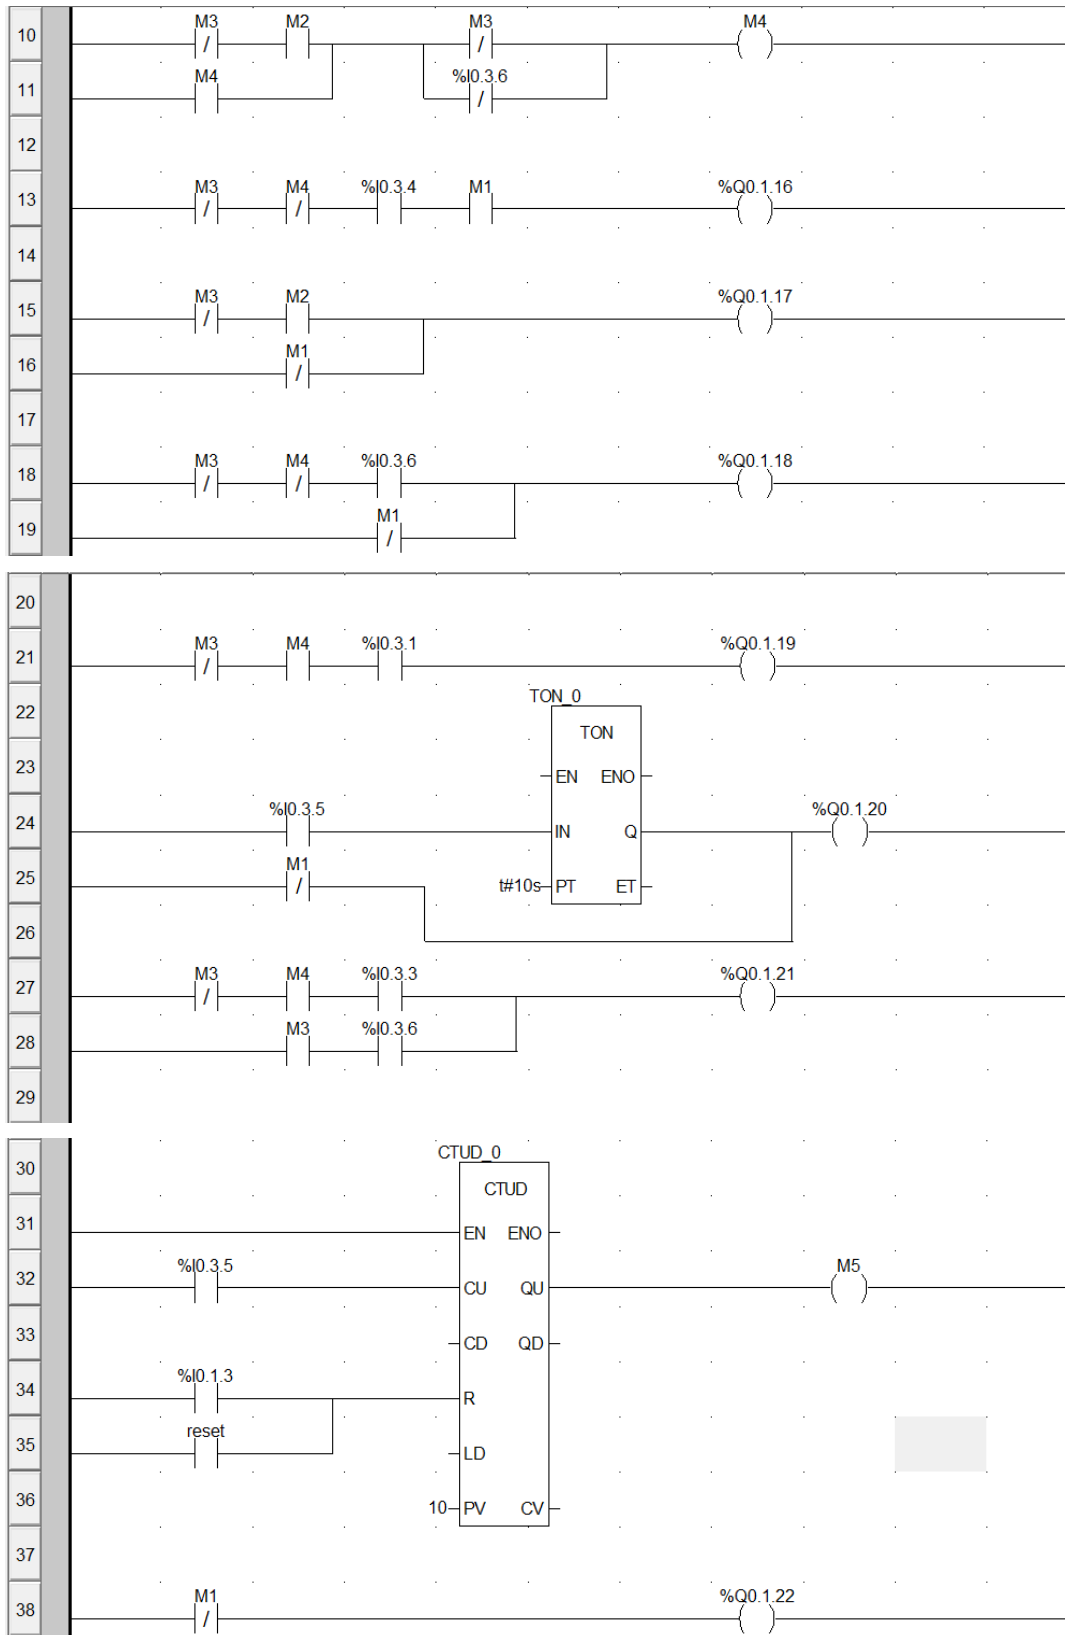 M3 M2 M3 M4
10
M4 %I0.3.6
11
12
M3 M4 %I0.3.4 M1 %Q0.1.16
13
14
M3 M2 %Q0.1.17
15
M1
16
17
M3 M4 %I0.3.6 %Q0.1.18
18
M1
19
20
M3 M4 %I0.3.1 %Q0.1.19
21
TON_0
22
TON
23
EN ENO
%I0.3.5 %Q0.1.20
24
IN Q
M1
25
t#10s PT ET
26
M3 M4 %I0.3.3 %Q0.1.21
27
M3 %I0.3.6
28
29
CTUD_0
30
CTUD
31
EN ENO
%I0.3.5 M5
32
CU QU
33
CD QD
%I0.1.3
34
R
reset
35
LD
36
10 PV CV
37
M1 %Q0.1.22
38